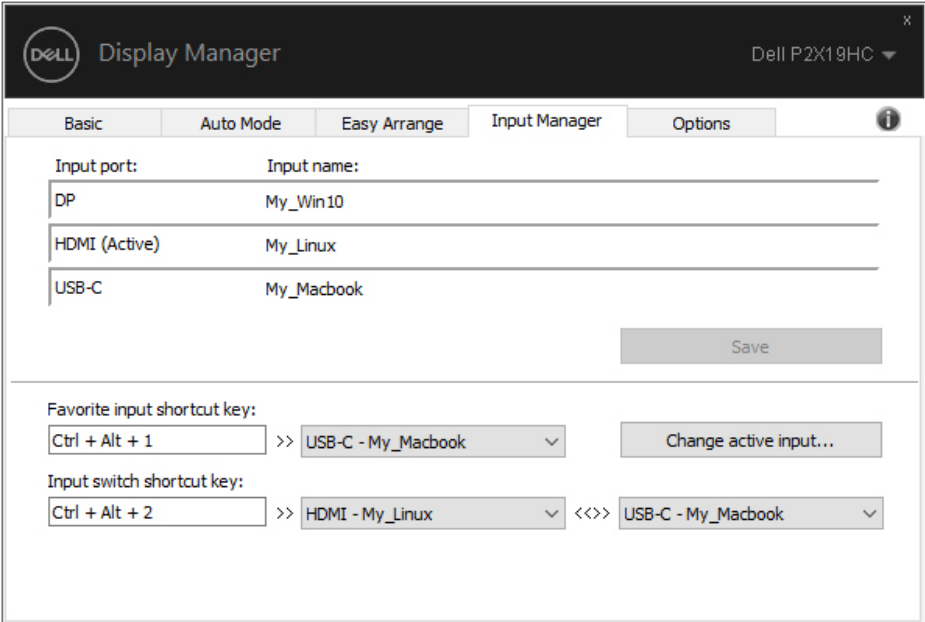 x
DELL Display Manager Dell P2X19HC
Basic Auto Mode Easy Arrange Input Manager Options i
Input port: Input name:
DP My_Win10
HDMI (Active) My_Linux
USB-C My_Macbook
Save
Favorite input shortcut key:
Ctrl + Alt + 1 >> USB-C - My_Macbook Change active input...
Input switch shortcut key:
Ctrl + Alt + 2 >> HDMI - My_Linux <<>> USB-C - My_Macbook